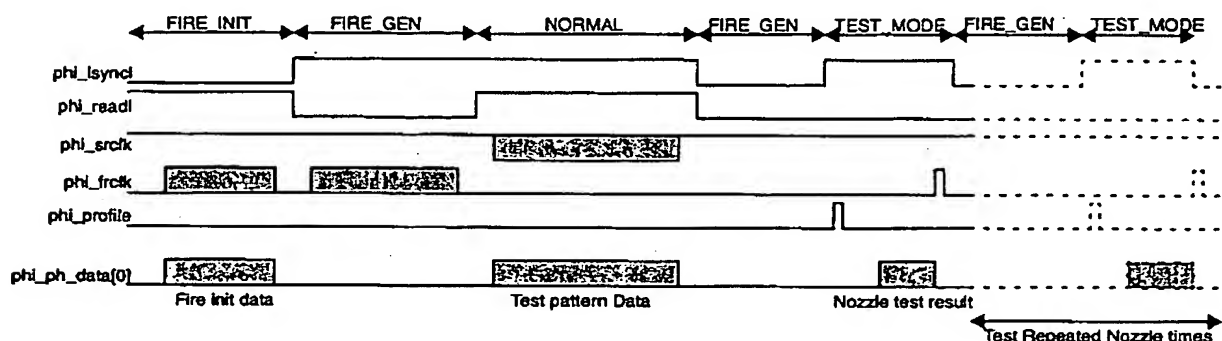 FIRE_INIT FIRE_GEN NORMAL FIRE_GEN TEST_MODE FIRE_GEN TEST_MODE
phi_lsyncl
phi_readl
phi_srclk
phi_frclk
phi_profile
phi_ph_data[0]
Fire init data Test pattern Data Nozzle test result
Test Repeated Nozzle times